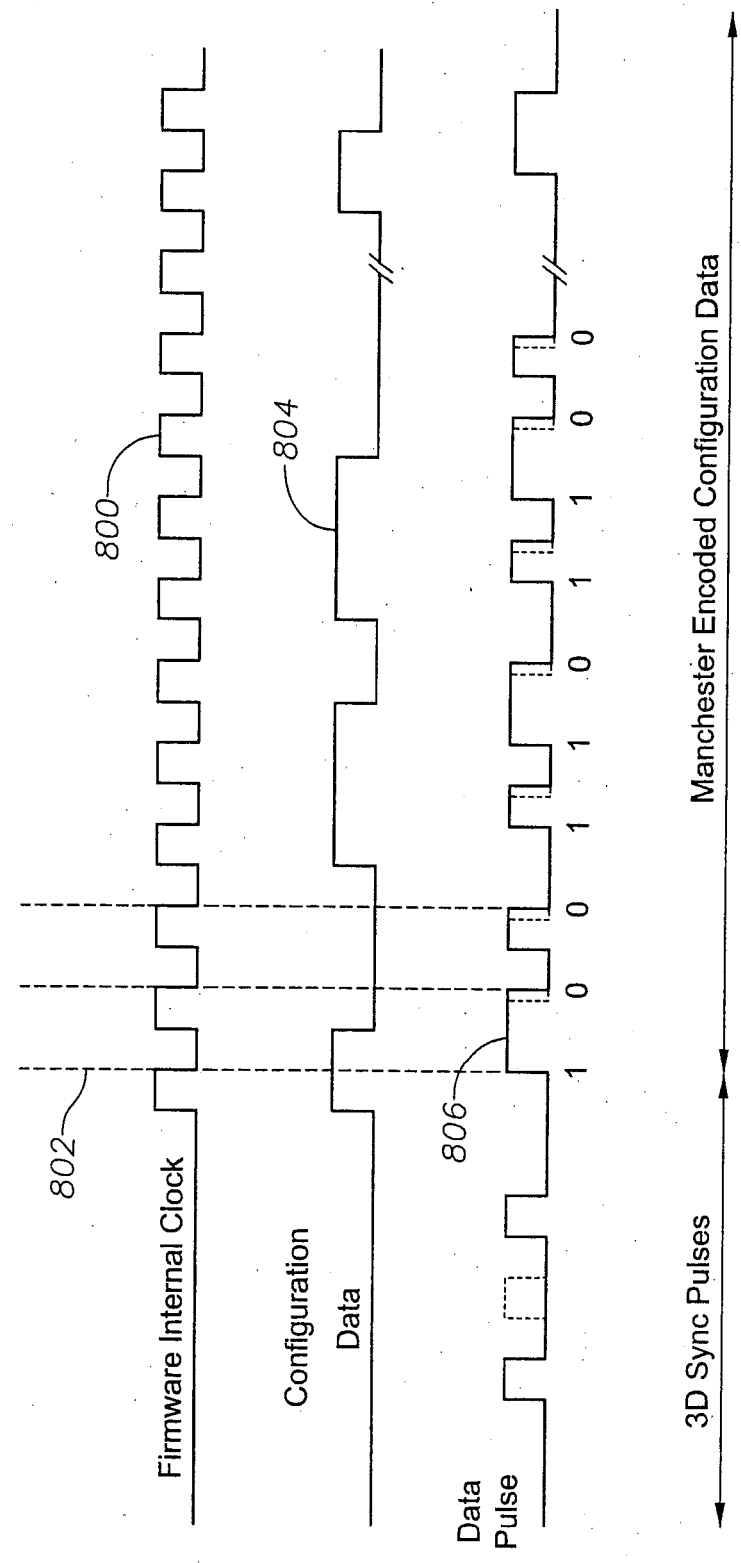 802
800
Firmware Internal Clock
804
Configuration
Data
806
Data
Pulse
1 0 0 1 1 0 1 1 0 0
3D Sync Pulses
Manchester Encoded Configuration Data